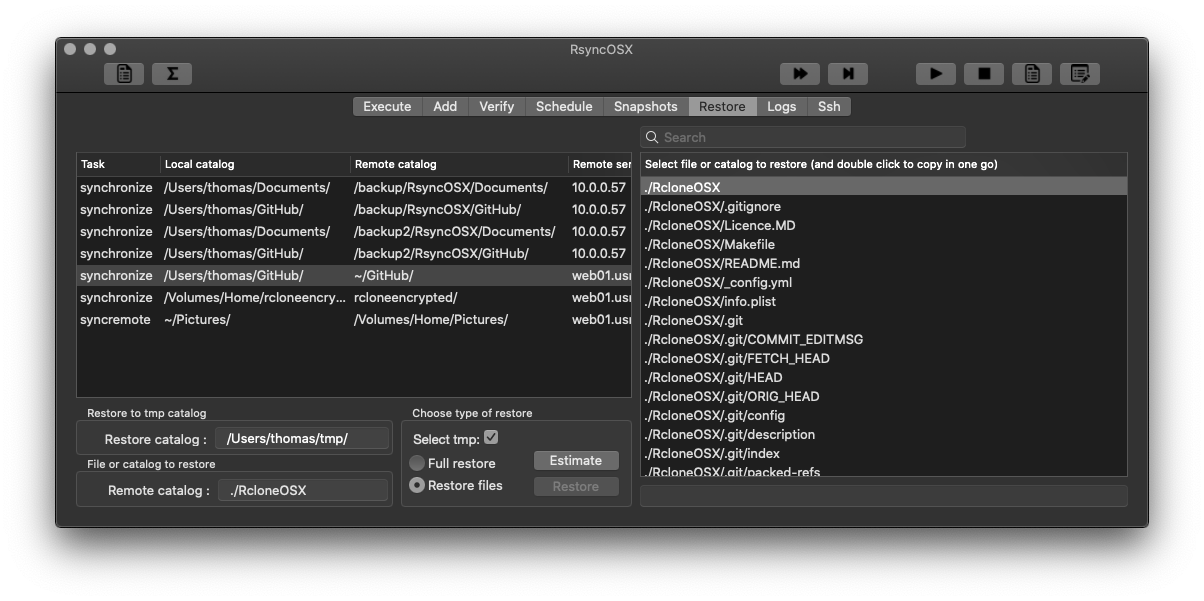 RsyncOSX
Execute Add Verify Schedule Snapshots Restore Logs Ssh
Search
Task Local catalog Remote catalog Remote ser
synchronize /Users/thomas/Documents/ /backup/RsyncOSX/Documents/ 10.0.0.57
synchronize /Users/thomas/GitHub/ /backup/RsyncOSX/GitHub/ 10.0.0.57
synchronize /Users/thomas/Documents/ /backup2/RsyncOSX/Documents/ 10.0.0.57
synchronize /Users/thomas/GitHub/ /backup2/RsyncOSX/GitHub/ 10.0.0.57
synchronize /Users/thomas/GitHub/ ~/GitHub/ web01.usr
synchronize /Volumes/Home/rcloneencry... rcloneencrypted/ web01.usr
syncremote ~/Pictures/ /Volumes/Home/Pictures/ web01.usr
Restore to tmp catalog
Restore catalog : /Users/thomas/tmp/
File or catalog to restore
Remote catalog : ./RcloneOSX
Choose type of restore
Select tmp:
Full restore
Estimate
Restore files
Restore
Select file or catalog to restore (and double click to copy in one go)
./RcloneOSX
./RcloneOSX/.gitignore
./RcloneOSX/Licence.MD
./RcloneOSX/Makefile
./RcloneOSX/README.md
./RcloneOSX/_config.yml
./RcloneOSX/info.plist
./RcloneOSX/.git
./RcloneOSX/.git/COMMIT_EDITMSG
./RcloneOSX/.git/FETCH_HEAD
./RcloneOSX/.git/HEAD
./RcloneOSX/.git/ORIG_HEAD
./RcloneOSX/.git/config
./RcloneOSX/.git/description
./RcloneOSX/.git/index
./RcloneOSX/.git/packed-refs